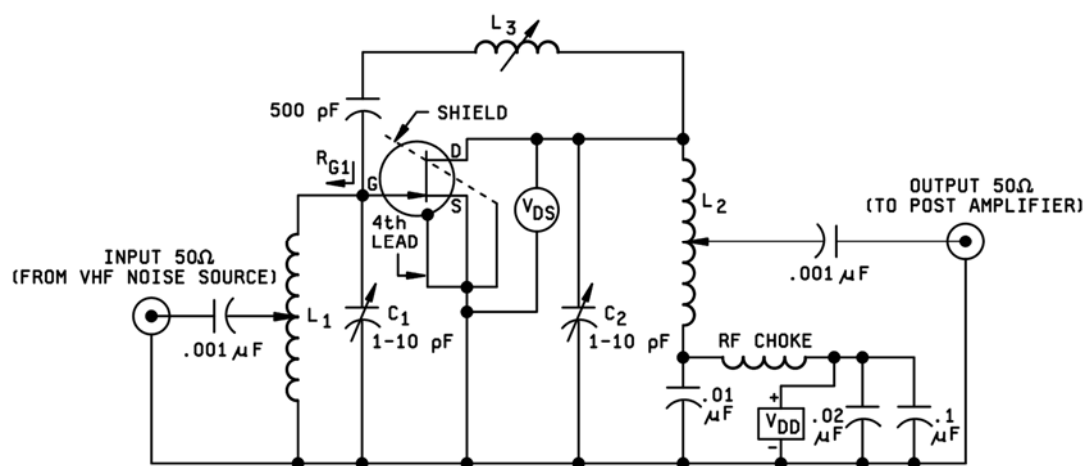 L3
500 pF
SHIELD
RG1
G
D
S
VDS
L2
OUTPUT 50Ω
(TO POST AMPLIFIER)
4th
LEAD
INPUT 50Ω
(FROM VHF NOISE SOURCE)
.001 μF
L1
C1
1-10 pF
C2
1-10 pF
.001 μF
RF CHOKE
.01
μF
+
VDD
-
.02
μF
.1
μF